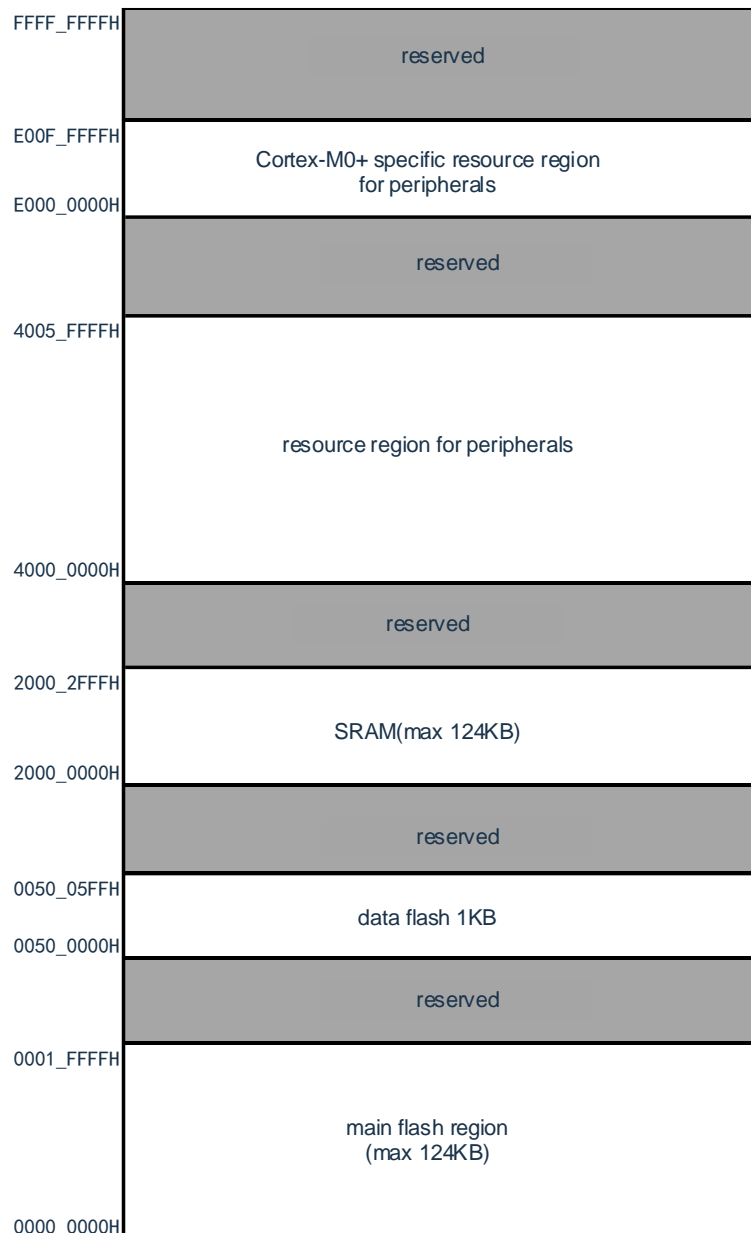 FFFF_FFFFH
reserved
E00F_FFFFH
Cortex-M0+ specific resource region
for peripherals
E000_0000H
reserved
4005_FFFFH
resource region for peripherals
4000_0000H
reserved
2000_2FFFH
SRAM(max 124KB)
2000_0000H
reserved
0050_05FFH
data flash 1KB
0050_0000H
reserved
0001_FFFFH
main flash region
(max 124KB)
0000_0000H